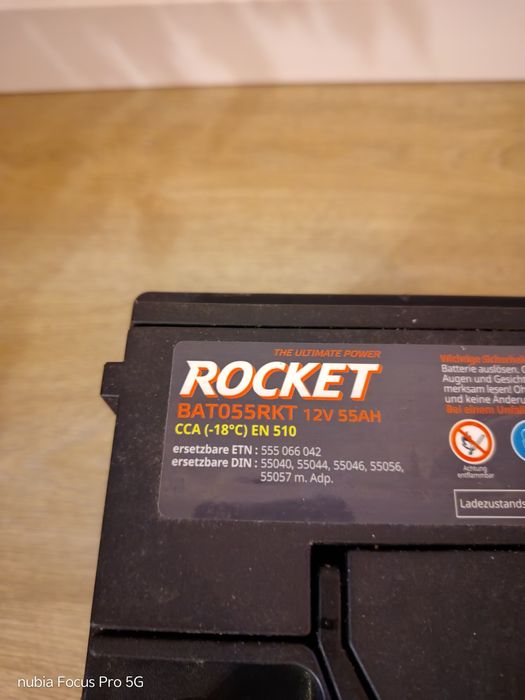 THE ULTIMATE POWER
ROCKET
BAT055RKT 12V 55AH
CCA (-18°C) EN 510
ersetzbare ETN : 555 066 042
ersetzbare DIN : 55040, 55044, 55046, 55056,
55057 m. Adp.
Wichtige Sicherheit
Batterie auslösen.
Augen und Gesich
merksam lesen!
und keine Änderu
Bei einem Unfall
Achtung
entflammbar
Ladezustands
nubia Focus Pro 5G